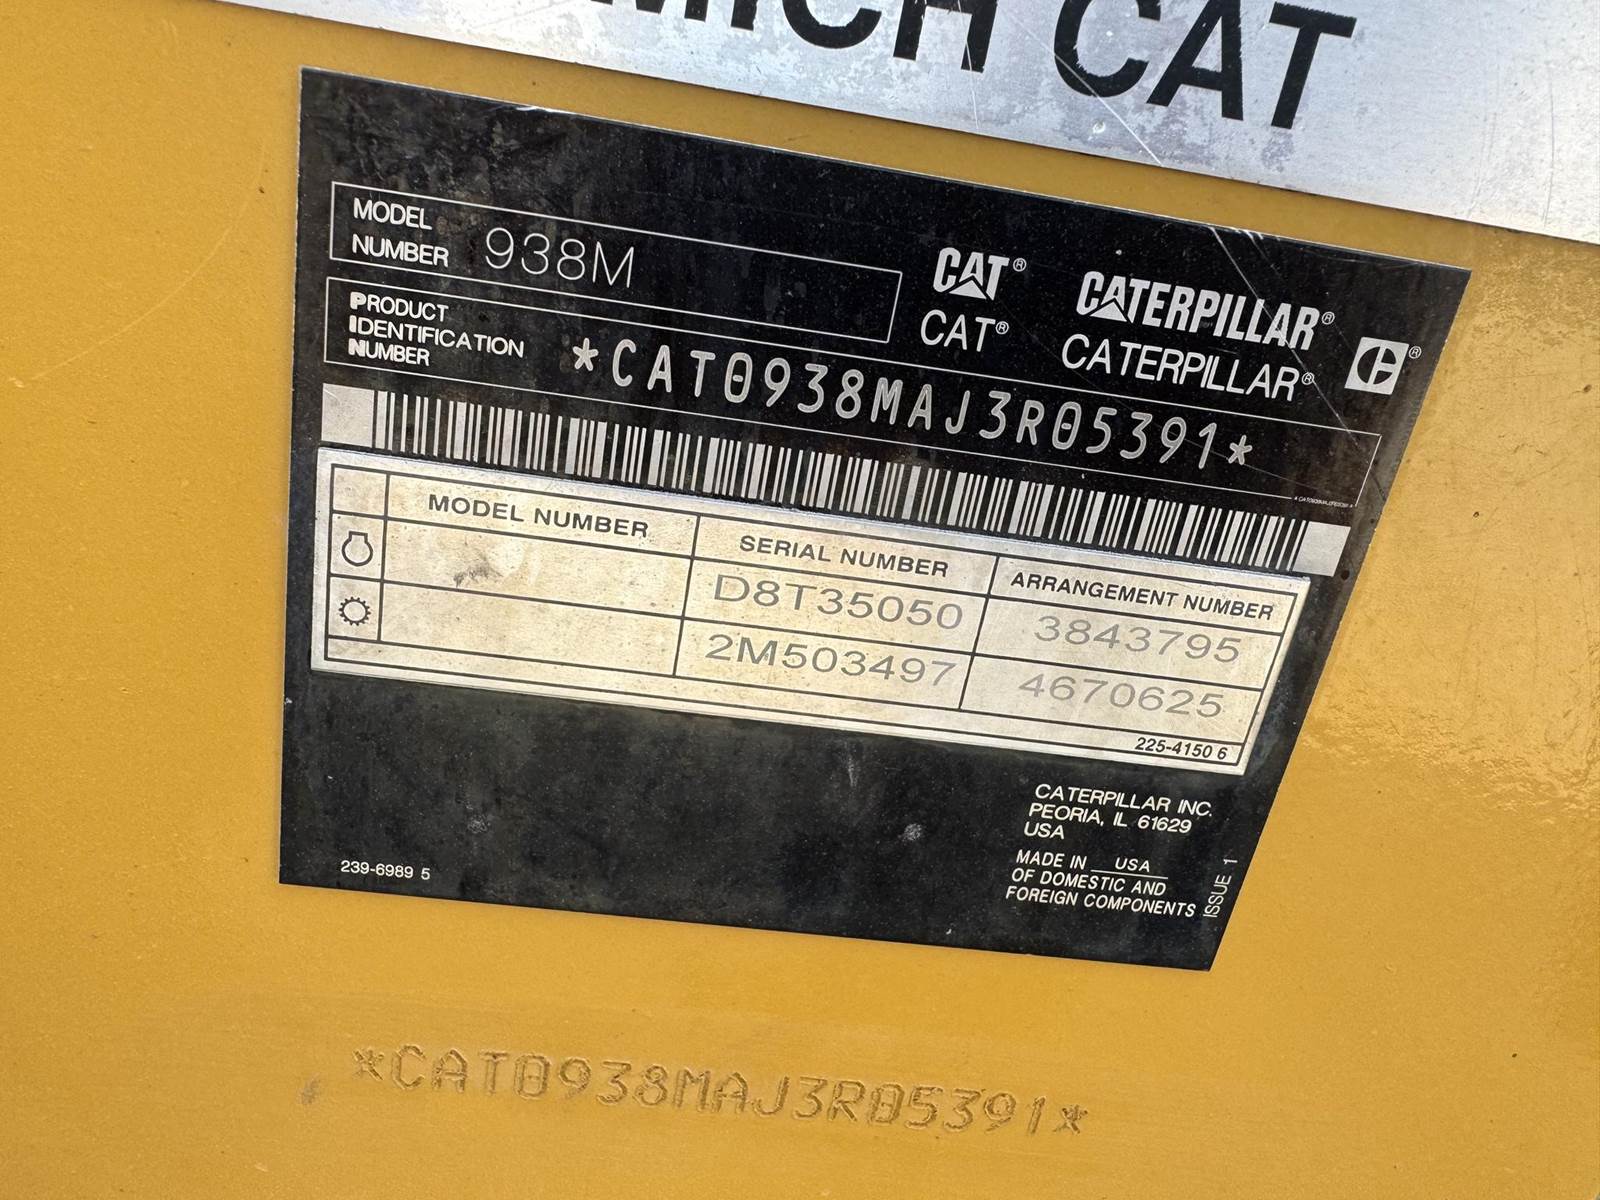 MICH CAT
MODEL NUMBER 938M
CAT® CATERPILLAR®
CAT® CATERPILLAR®
PRODUCT IDENTIFICATION NUMBER *CAT0938MAJ3R05391*
MODEL NUMBER SERIAL NUMBER ARRANGEMENT NUMBER
D8T35050 3843795
2M503497 4670625
225-4150 6
CATERPILLAR INC.
PEORIA, IL 61629
USA
MADE IN USA
OF DOMESTIC AND
FOREIGN COMPONENTS
ISSUE 1
239-6989 5
*CAT0938MAJ3R05391*